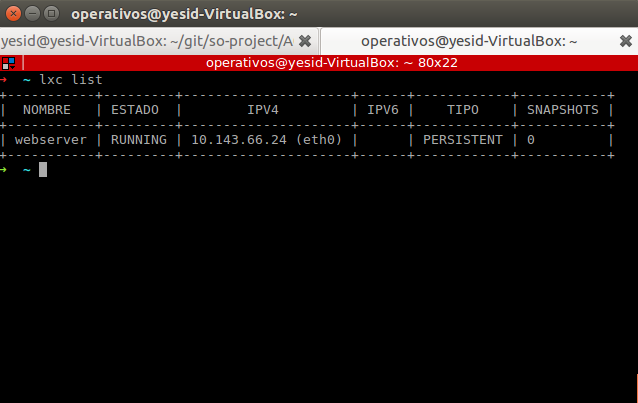 operativos@yesid-VirtualBox: ~
yesid@yesid-VirtualBox: ~/git/so-project/A
operativos@yesid-VirtualBox: ~
operativos@yesid-VirtualBox: ~ 80x22
→  ~ lxc list
+-----------+---------+---------------------+------+------------+-----------+
|  NOMBRE   | ESTADO  |        IPV4         | IPV6 |    TIPO    | SNAPSHOTS |
+-----------+---------+---------------------+------+------------+-----------+
| webserver | RUNNING | 10.143.66.24 (eth0) |      | PERSISTENT | 0         |
+-----------+---------+---------------------+------+------------+-----------+
→  ~